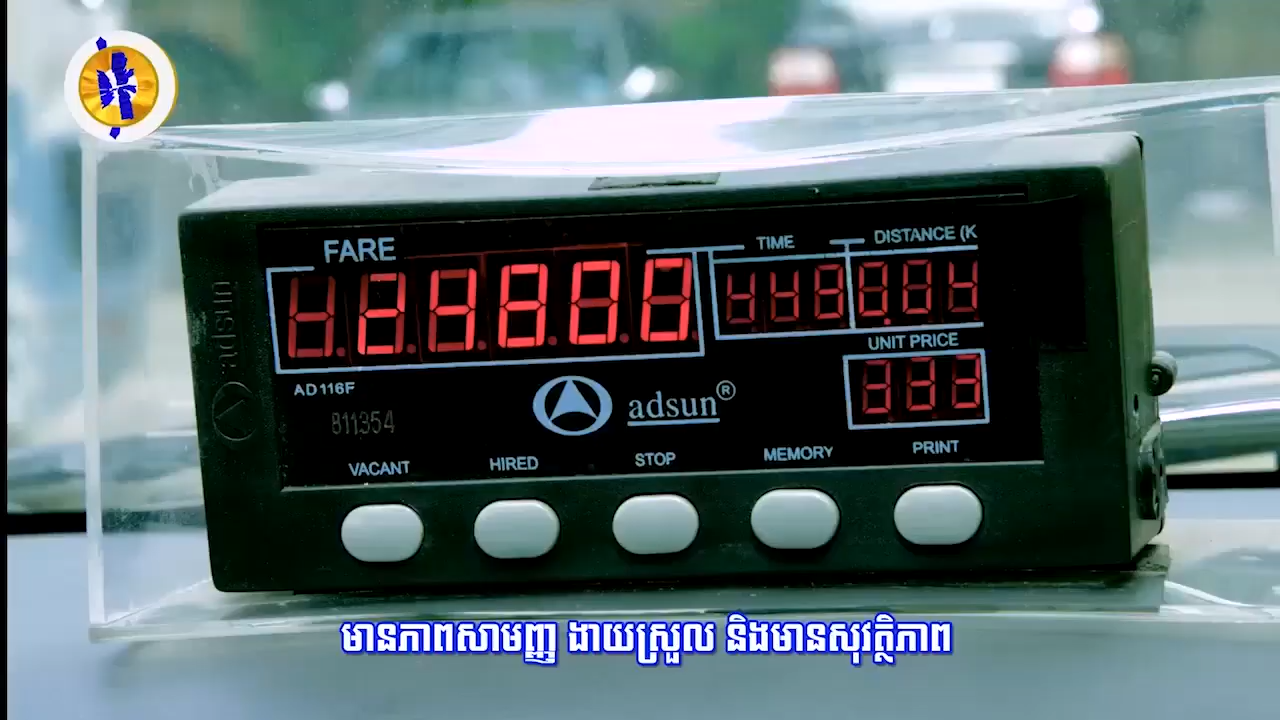 FARE
TIME
DISTANCE (K
UNIT PRICE
adsun
AD116F
811354
adsun®
VACANT
HIRED
STOP
MEMORY
PRINT
មានភាពសាមញ្ញ ងាយស្រួល និងមានសុវត្ថិភាព